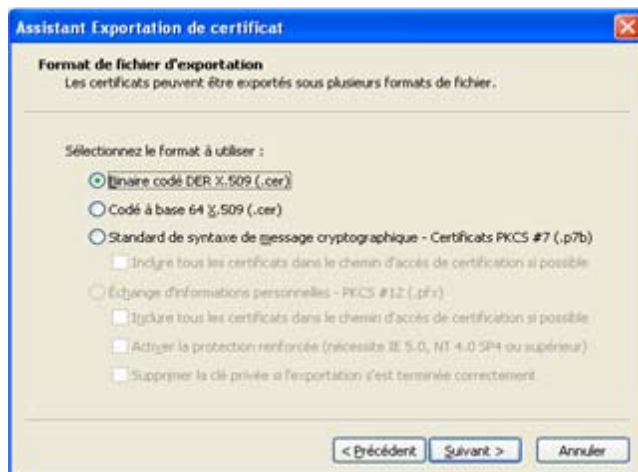 Assistant Exportation de certificat
Format de fichier d'exportation
Les certificats peuvent être exportés sous plusieurs formats de fichier.
Sélectionnez le format à utiliser :
Binaire codé DER X.509 (.cer)
Codé à base 64 X.509 (.cer)
Standard de syntaxe de message cryptographique - Certificats PKCS #7 (.p7b)
Inclure tous les certificats dans le chemin d'accès de certification si possible
Échange d'informations personnelles - PKCS #12 (.pfx)
Inclure tous les certificats dans le chemin d'accès de certification si possible
Activer la protection renforcée (nécessite IE 5.0, NT 4.0 SP4 ou supérieur)
Supprimer la clé privée si l'exportation s'est terminée correctement
< Précédent Suivant > Annuler